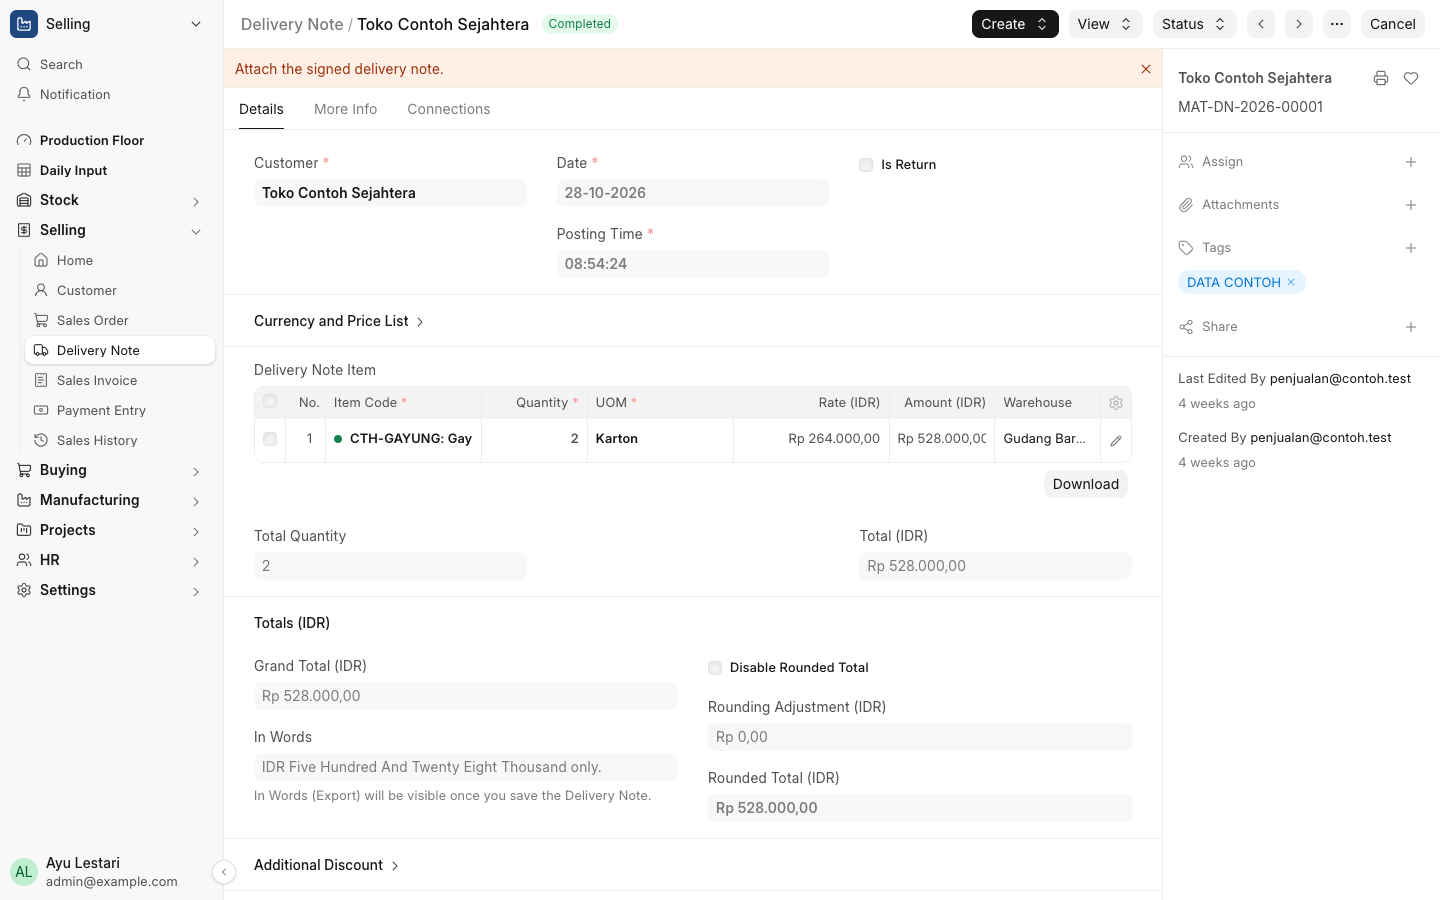 Selling
Search
Notification
Production Floor
Daily Input
Stock
Selling
Home
Customer
Sales Order
Delivery Note
Sales Invoice
Payment Entry
Sales History
Buying
Manufacturing
Projects
HR
Settings
AL
Ayu Lestari
admin@example.com
Delivery Note / Toko Contoh Sejahtera Completed
Create View Status Cancel
Attach the signed delivery note.
Details More Info Connections
Customer *
Toko Contoh Sejahtera
Date *
28-10-2026
Posting Time *
08:54:24
Is Return
Currency and Price List
Delivery Note Item
No. Item Code * Quantity * UOM * Rate (IDR) Amount (IDR) Warehouse
1 CTH-GAYUNG: Gay 2 Karton Rp 264.000,00 Rp 528.000,00 Gudang Bar...
Download
Total Quantity
2
Total (IDR)
Rp 528.000,00
Totals (IDR)
Grand Total (IDR)
Rp 528.000,00
In Words
IDR Five Hundred And Twenty Eight Thousand only.
In Words (Export) will be visible once you save the Delivery Note.
Disable Rounded Total
Rounding Adjustment (IDR)
Rp 0,00
Rounded Total (IDR)
Rp 528.000,00
Additional Discount
Toko Contoh Sejahtera
MAT-DN-2026-00001
Assign
Attachments
Tags
DATA CONTOH
Share
Last Edited By penjualan@contoh.test
4 weeks ago
Created By penjualan@contoh.test
4 weeks ago